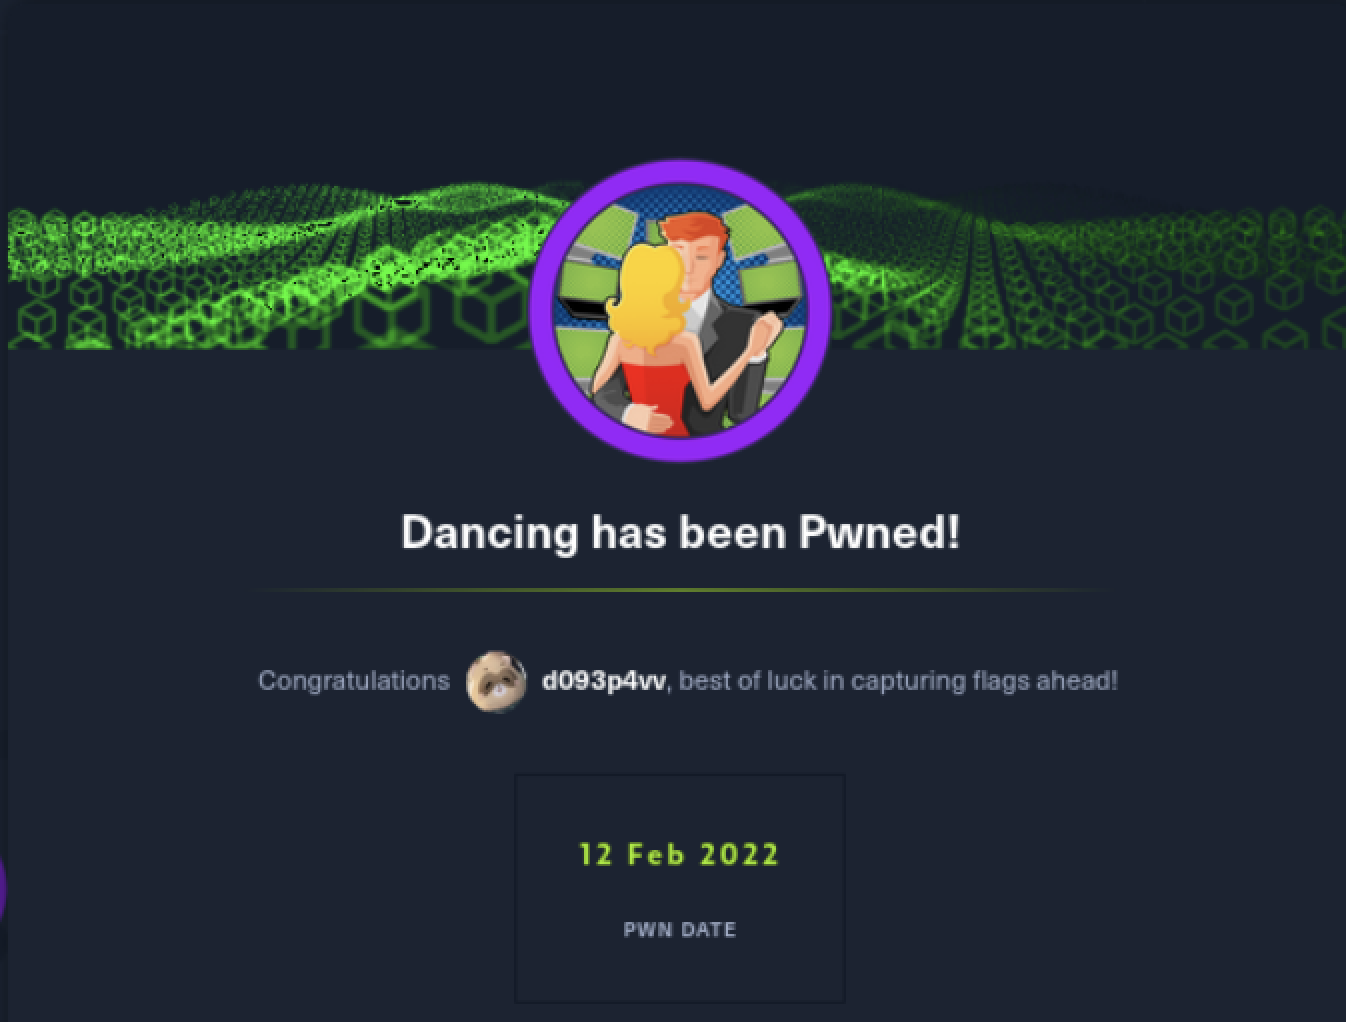 Dancing has been Pwned!
Congratulations d093p4vv, best of luck in capturing flags ahead!
12 Feb 2022
PWN DATE